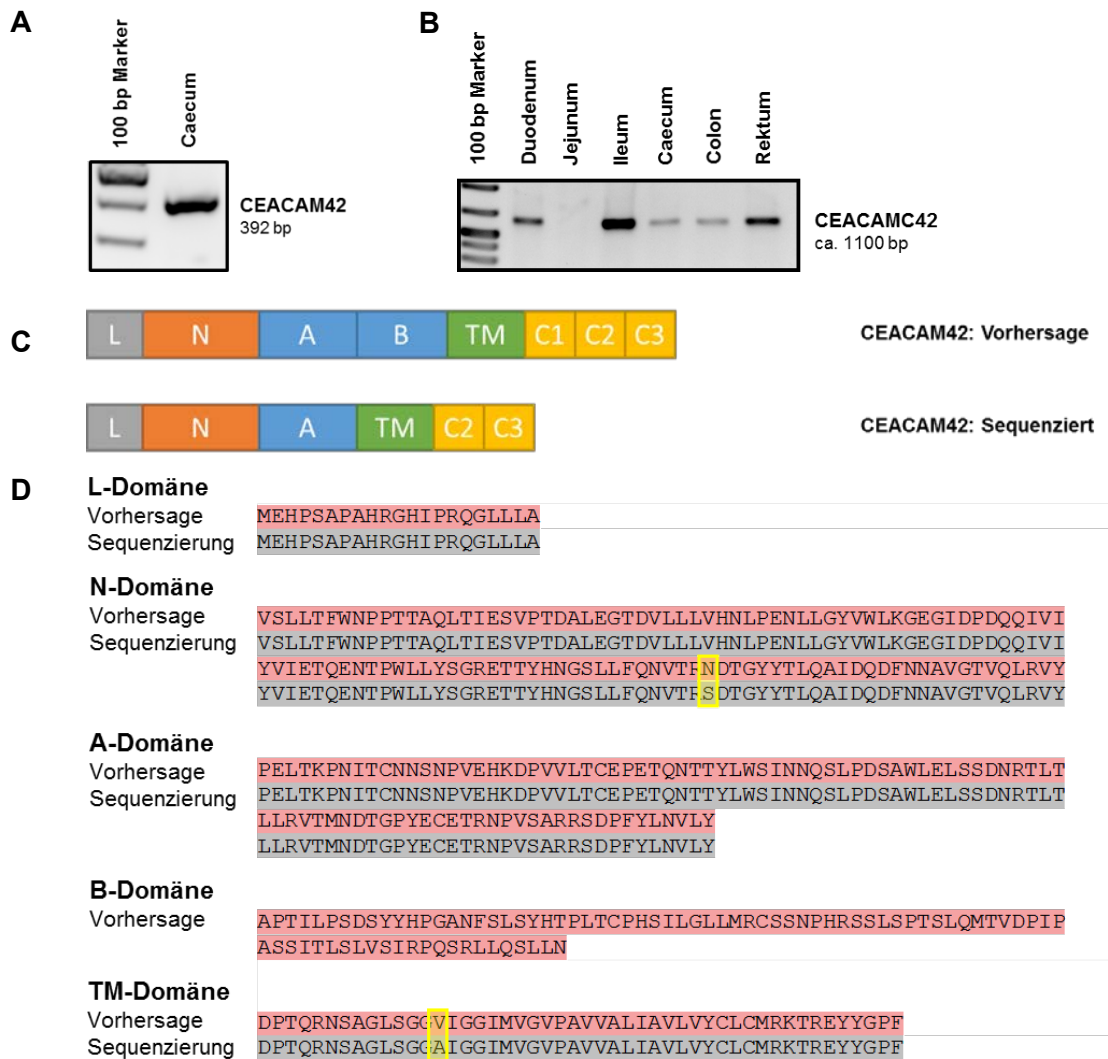 A
B
100 bp Marker
Caecum
100 bp Marker
Duodenum
Jejunum
Ileum
Caecum
Colon
Rektum
CEACAM42
392 bp
CEACAMC42
ca. 1100 bp
C
L N A B TM C1 C2 C3
CEACAM42: Vorhersage
L N A TM C2 C3
CEACAM42: Sequenziert
D
L-Domäne
Vorhersage MEHPSAPAHRGHIPRQGLLLA
Sequenzierung MEHPSAPAHRGHIPRQGLLLA
N-Domäne
Vorhersage VSLLTFWNPPTTAQLTIESVPTDALEGTDVLLLVHNLPENLLGYVWLKGEGIDPDQQIVI
Sequenzierung VSLLTFWNPPTTAQLTIESVPTDALEGTDVLLLVHNLPENLLGYVWLKGEGIDPDQQIVI
YVIETQENTPWLLYSGRETTYHNGSLLFQNVTRNDTGYYTLQAIDQDFNNAVGTVQLRVY
YVIETQENTPWLLYSGRETTYHNGSLLFQNVTRSDTGYYTLQAIDQDFNNAVGTVQLRVY
A-Domäne
Vorhersage PELTKPNITCNNSNPVEHKDPVVLTCEPETQNTTYLWSINNQSLPDSAWLELSSDNRTLT
Sequenzierung PELTKPNITCNNSNPVEHKDPVVLTCEPETQNTTYLWSINNQSLPDSAWLELSSDNRTLT
LLRVTMNDTGPYECETRNPVSARRSDPFYLNVLY
LLRVTMNDTGPYECETRNPVSARRSDPFYLNVLY
B-Domäne
Vorhersage APTILPSDSYYHPGANFSLSYHTPLTCPHSILGLLMRCSSNPHRSSLSPTSLQMTVDPIP
ASSITLSLVSIRPQSRLLQSLLN
TM-Domäne
Vorhersage DPTQRNSAGLSGGVIGGIMVGVPAVVALIAVLVYCLCMRKTREYYGPF
Sequenzierung DPTQRNSAGLSGGAIGGIMVGVPAVVALIAVLVYCLCMRKTREYYGPF